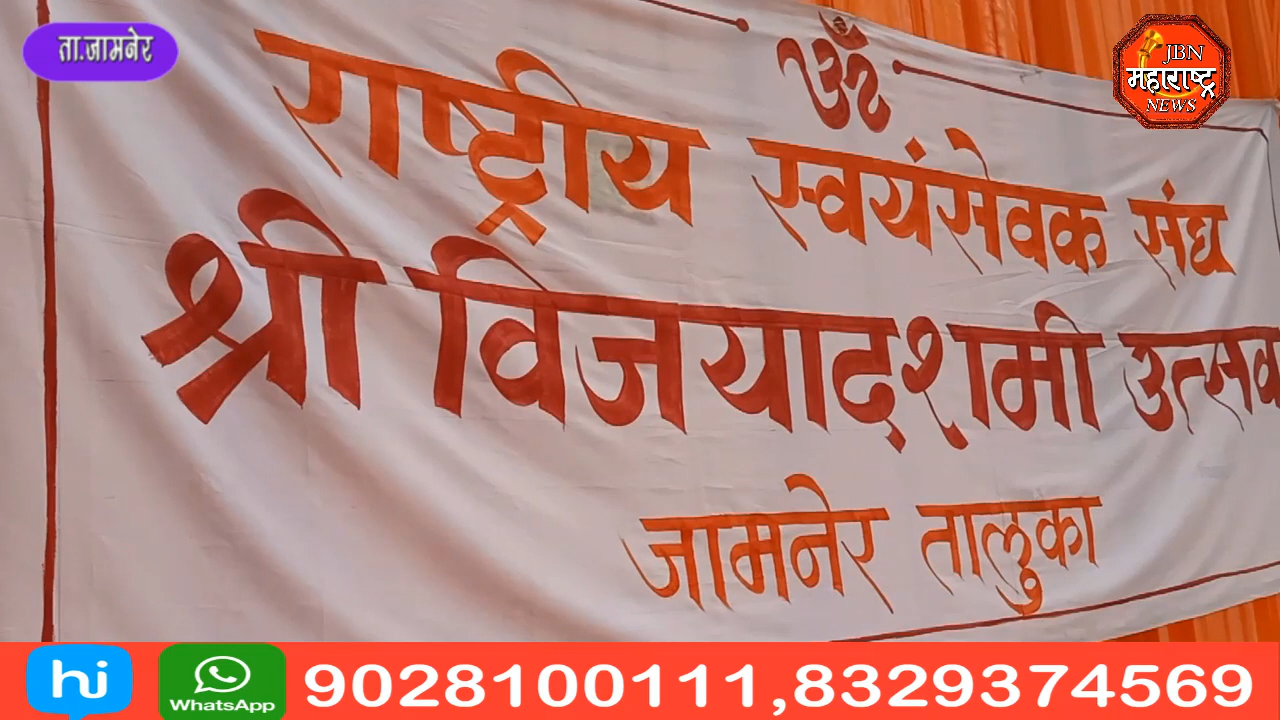 ता.जामनेर
JBN
महाराष्ट्र
NEWS
ॐ
राष्ट्रीय स्वयंसेवक संघ
श्री विजयादशमी उत्सव
जामनेर तालुका
hi
WhatsApp
9028100111,8329374569